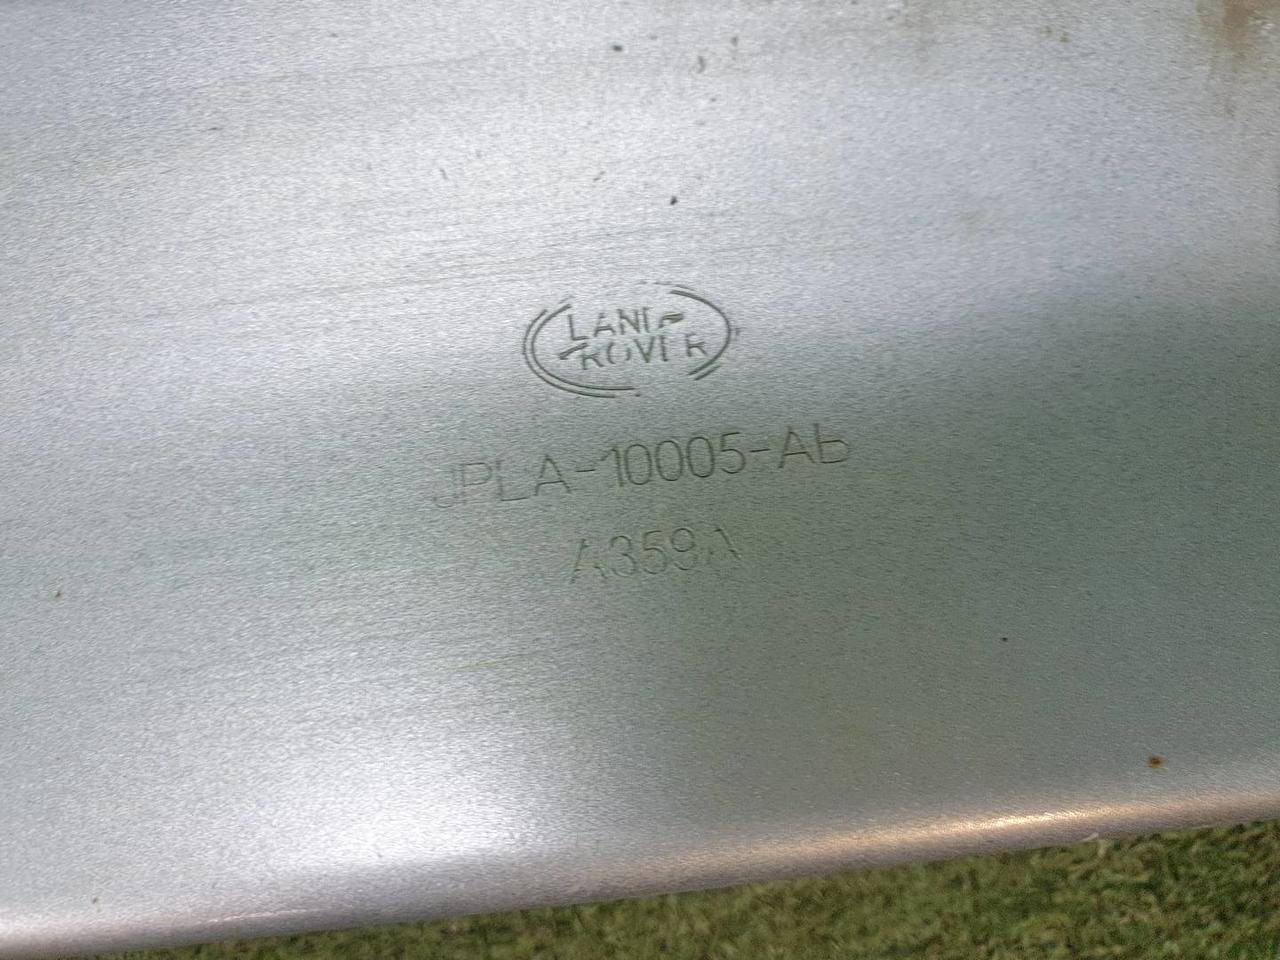 LAND
ROVER
JPLA-10005-AB
A359A